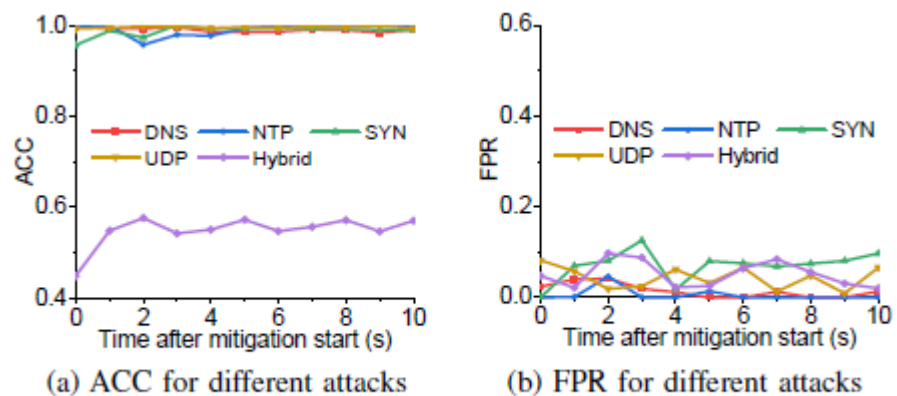 1.0
0.8
ACC
0.6
0.4
DNS NTP SYN
UDP Hybrid
0 2 4 6 8 10
Time after mitigation start (s)
(a) ACC for different attacks
0.6
0.4
FPR
0.2
0.0
DNS NTP SYN
UDP Hybrid
0 2 4 6 8 10
Time after mitigation start (s)
(b) FPR for different attacks